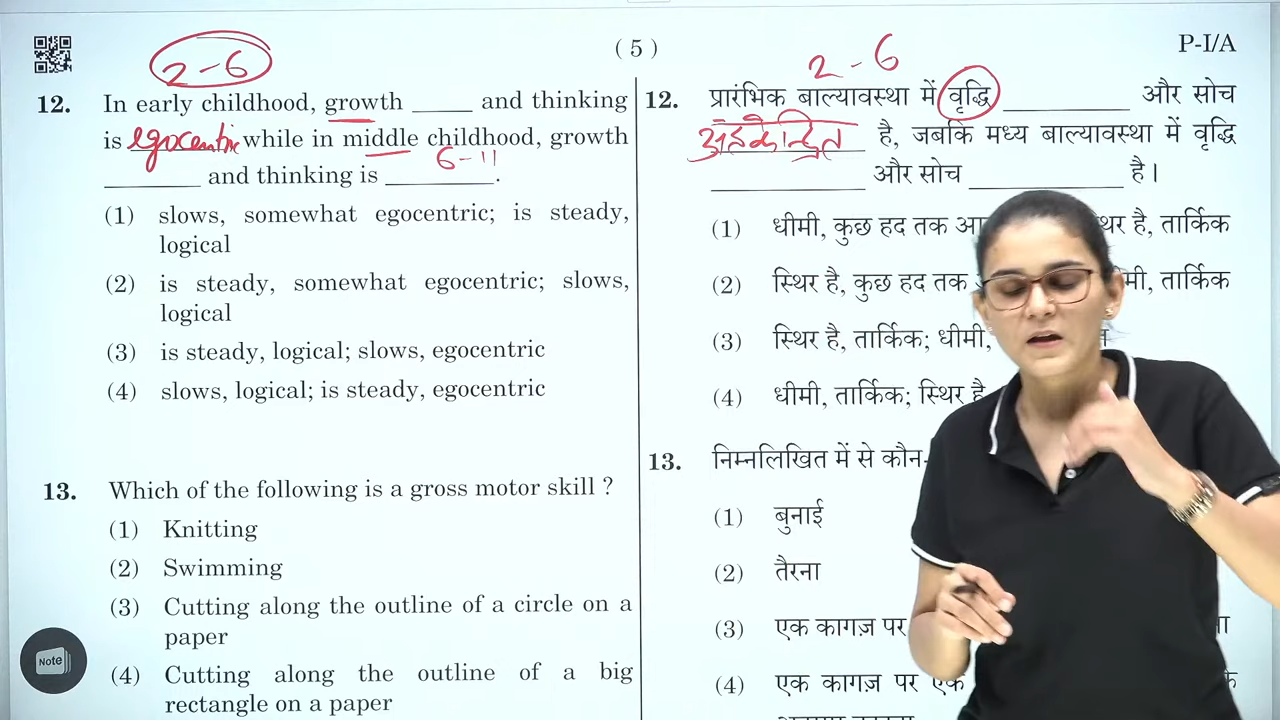 2-6
( 5 )
P-I/A
12. In early childhood, growth _____ and thinking
is egocentric while in middle childhood, growth
6-11
_________ and thinking is __________.
(1) slows, somewhat egocentric; is steady,
logical
(2) is steady, somewhat egocentric; slows,
logical
(3) is steady, logical; slows, egocentric
(4) slows, logical; is steady, egocentric
13. Which of the following is a gross motor skill ?
(1) Knitting
(2) Swimming
(3) Cutting along the outline of a circle on a
paper
(4) Cutting along the outline of a big
rectangle on a paper
Note
2-6
12. प्रारंभिक बाल्यावस्था में वृद्धि __________ और सोच
है, जबकि मध्य बाल्यावस्था में वृद्धि
____________ और सोच ____________ है।
(1) धीमी, कुछ हद तक तार्किक
(2) स्थिर है, कुछ हद तक तार्किक
(3) स्थिर है, तार्किक; धीमी,
(4) धीमी, तार्किक; स्थिर है
13. निम्नलिखित में से
(1) बुनाई
(2) तैरना
(3) एक कागज़ पर
(4) एक कागज़ पर एक